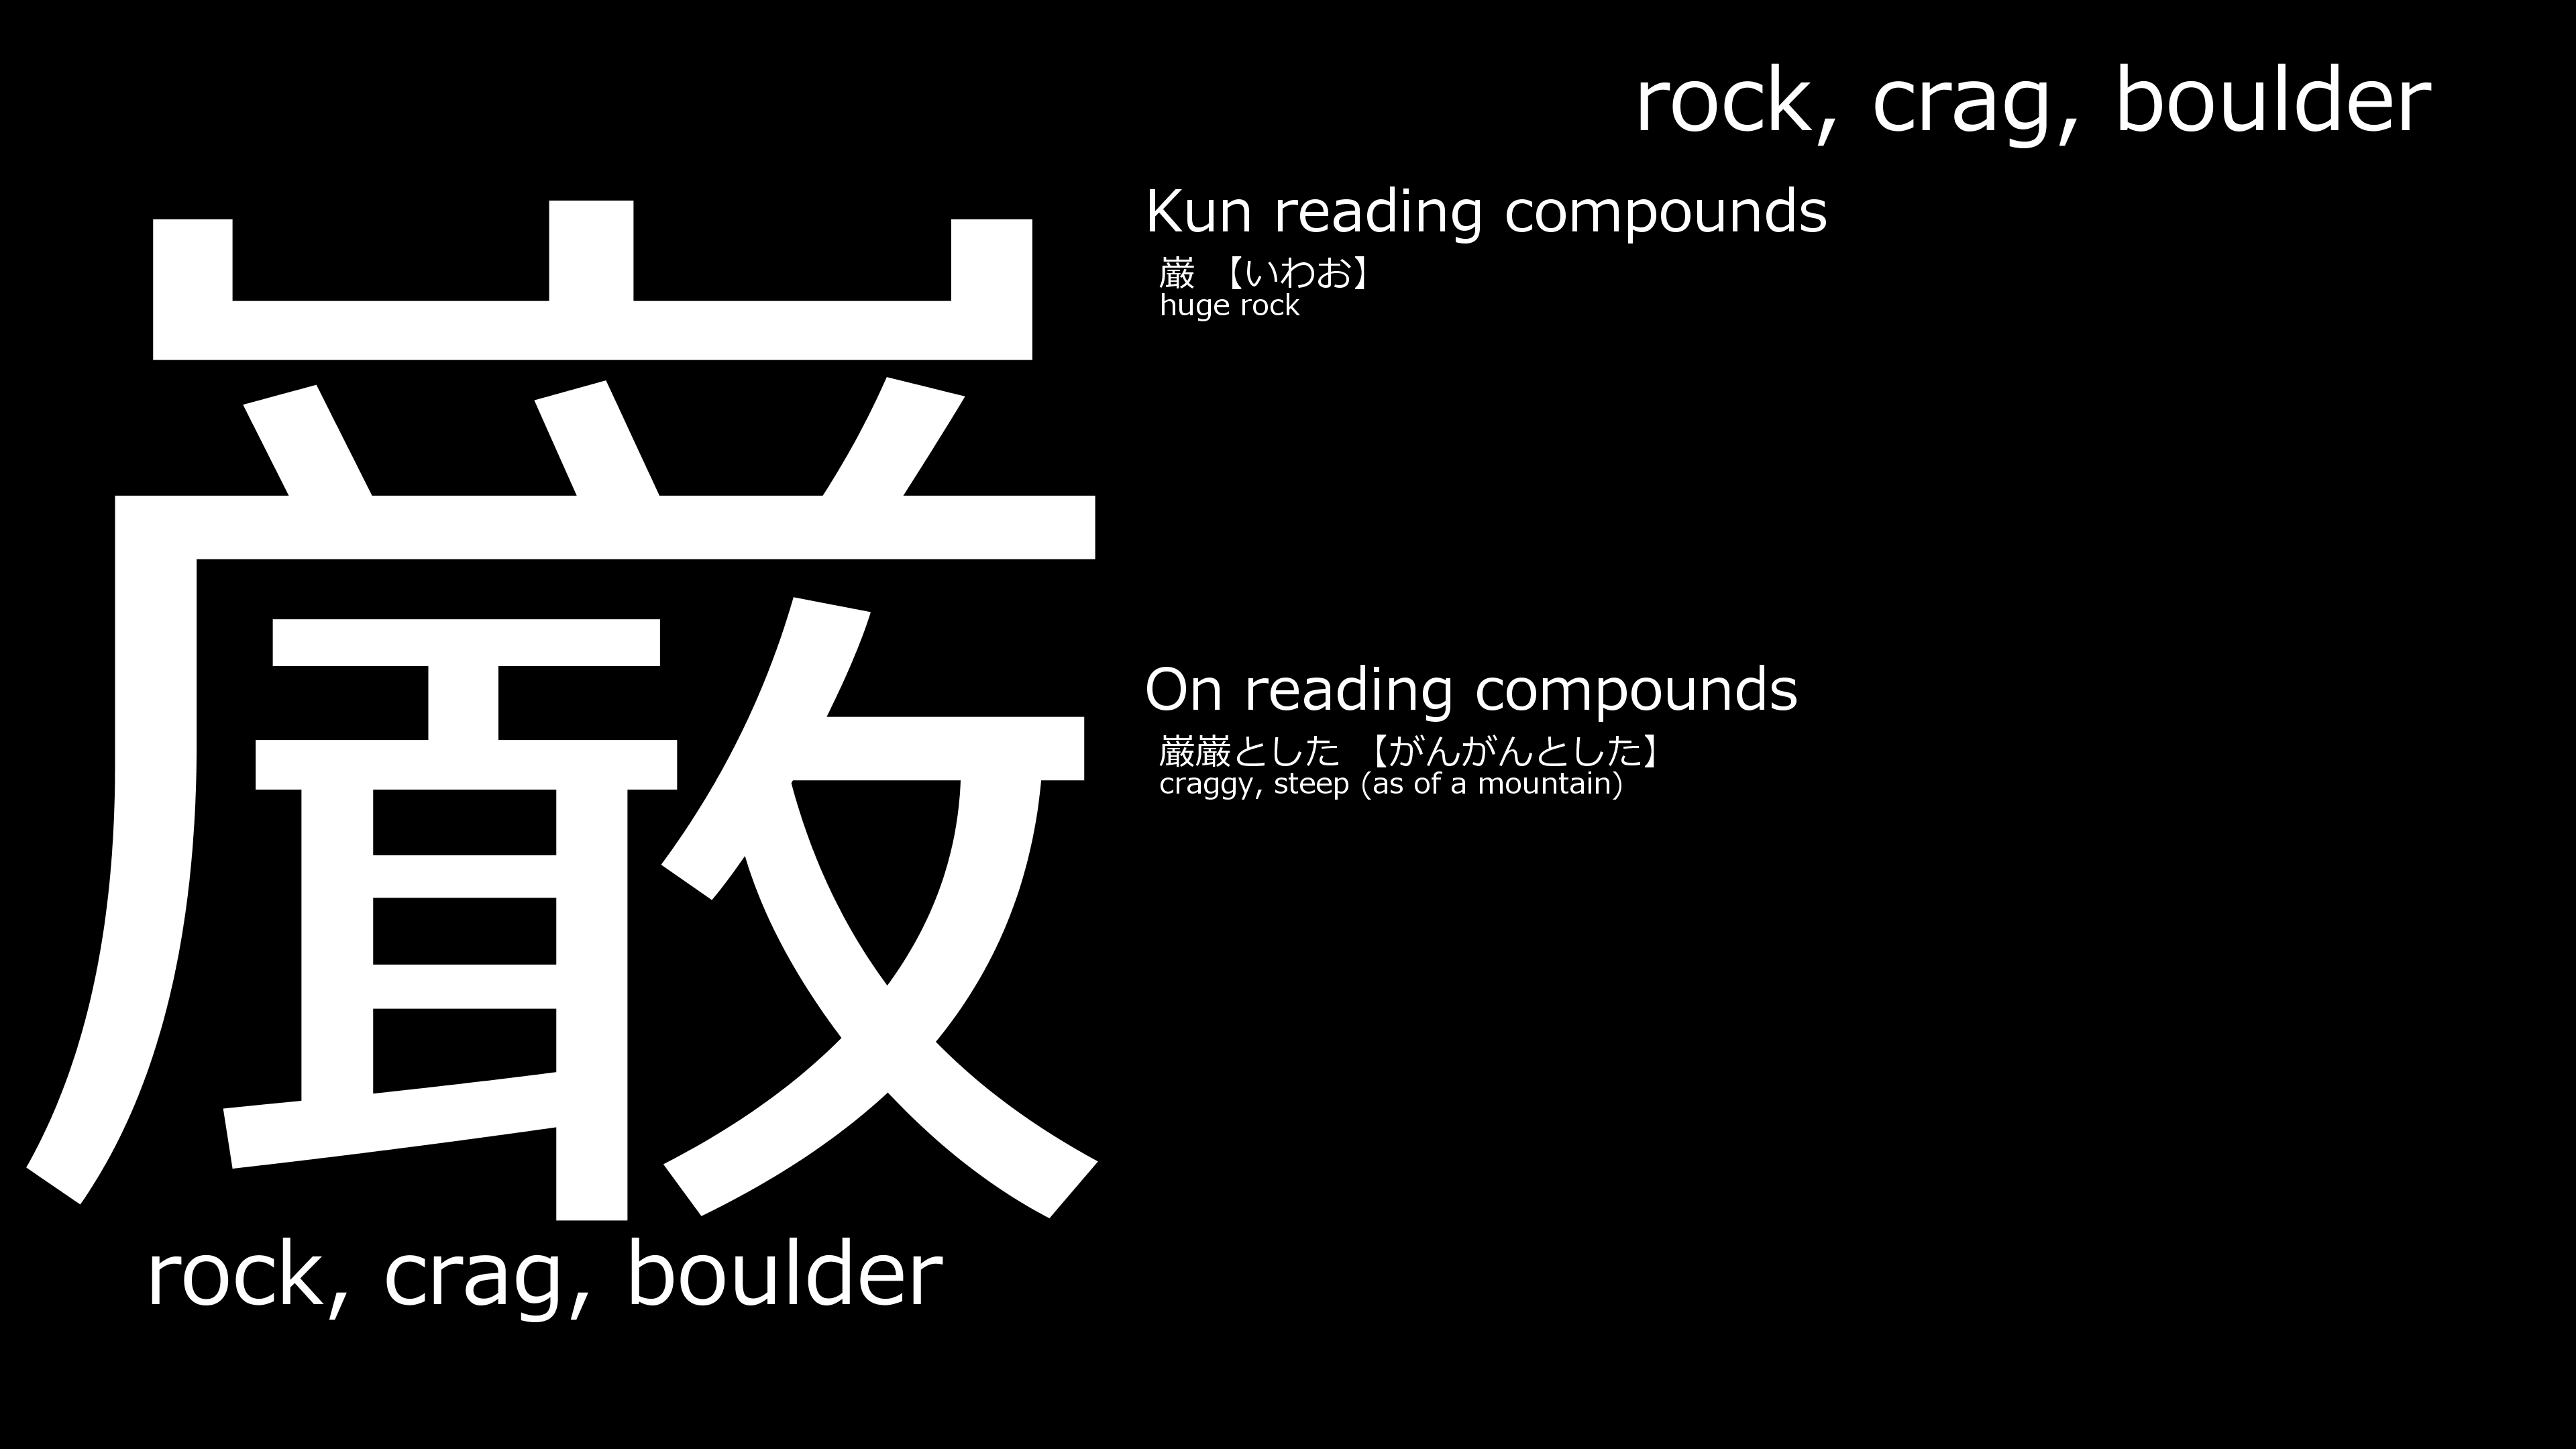 rock, crag, boulder
巌
rock, crag, boulder
Kun reading compounds
巌 【いわお】
huge rock
On reading compounds
巌巌とした 【がんがんとした】
craggy, steep (as of a mountain)